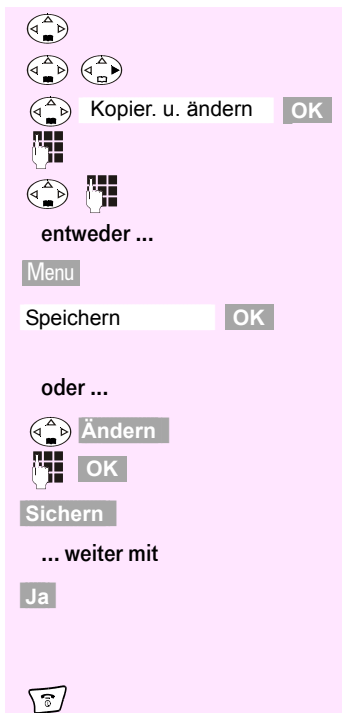 Kopier. u. ändern OK
entweder ...
Menu
Speichern OK
oder ...
Ändern
OK
Sichern
... weiter mit
Ja